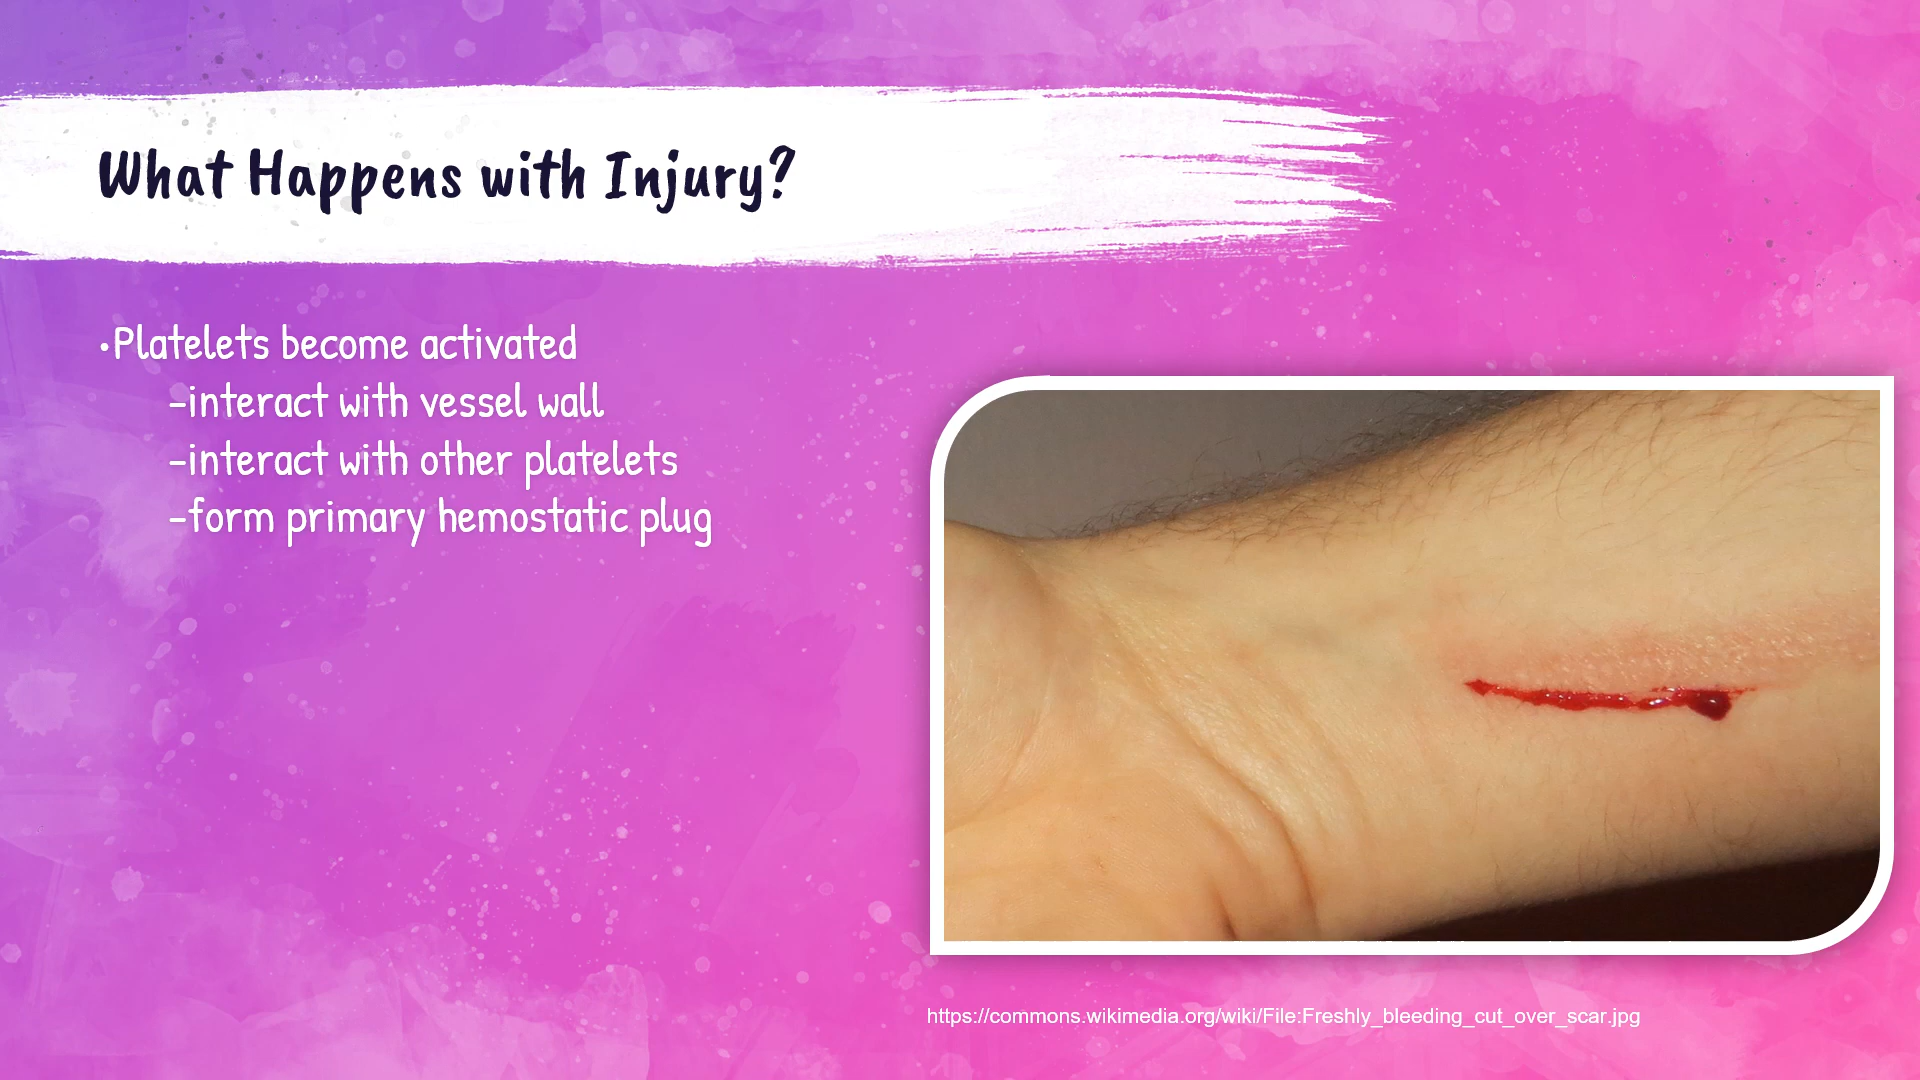 What Happens with Injury?
•Platelets become activated
–interact with vessel wall
–interact with other platelets
–form primary hemostatic plug
https://commons.wikimedia.org/wiki/File:Freshly_bleeding_cut_over_scar.jpg